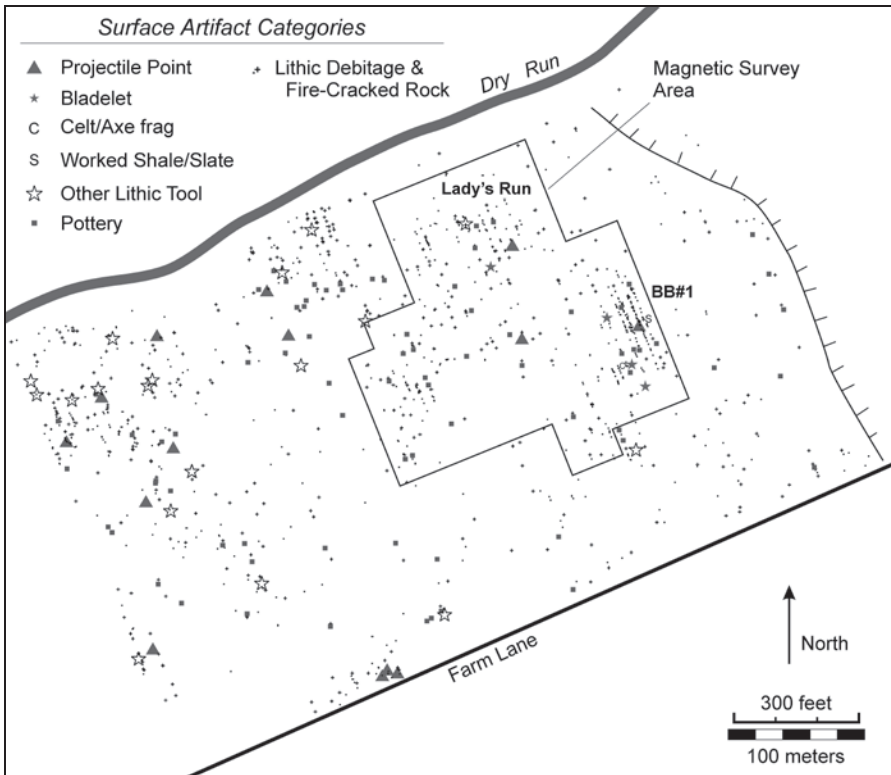 Surface Artifact Categories
Projectile Point
Bladelet
C Celt/Axe frag
S Worked Shale/Slate
Other Lithic Tool
Pottery
Lithic Debitage &
Fire-Cracked Rock
Dry Run
Magnetic Survey
Area
Lady's Run
BB#1
S
C
Farm Lane
North
300 feet
100 meters